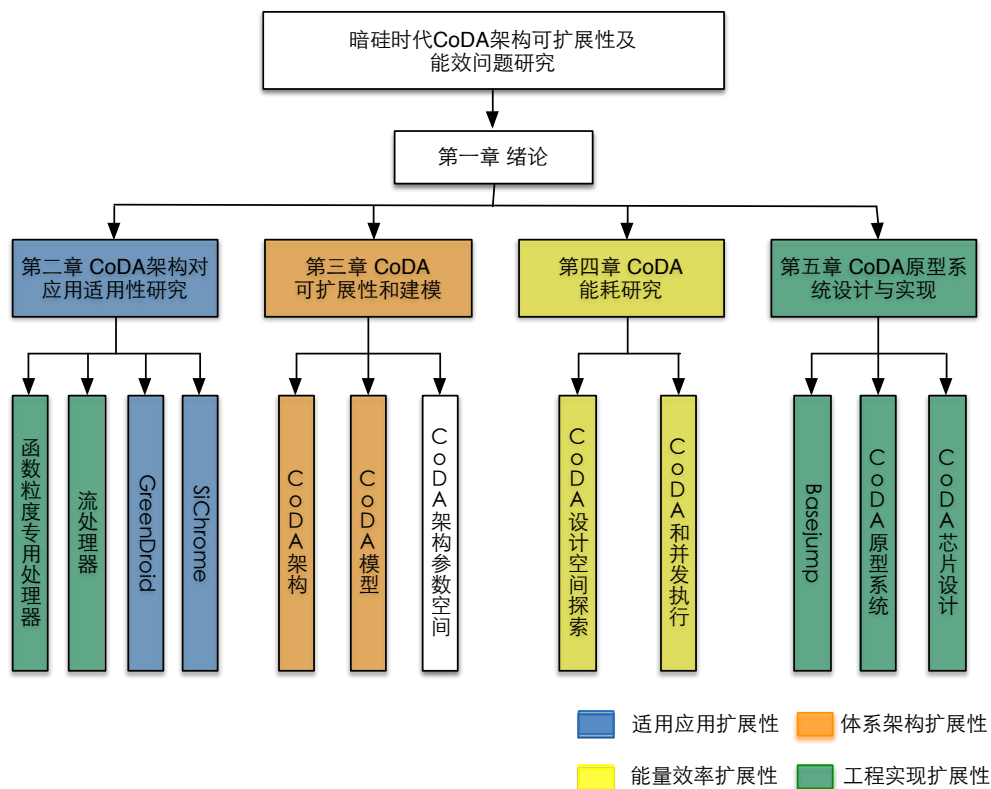 暗硅时代CoDA架构可扩展性及
能效问题研究
第一章 绪论
第二章 CoDA架构对
应用适用性研究
第三章 CoDA
可扩展性和建模
第四章 CoDA
能耗研究
第五章 CoDA原型系
统设计与实现
函数粒度专用处理器
流处理器
GreenDroid
SiChrome
CoDA架构
CoDA模型
CoDA架构参数空间
CoDA设计空间探索
CoDA和并发执行
Basejump
CoDA原型系统
CoDA芯片设计
适用应用扩展性
体系架构扩展性
能量效率扩展性
工程实现扩展性